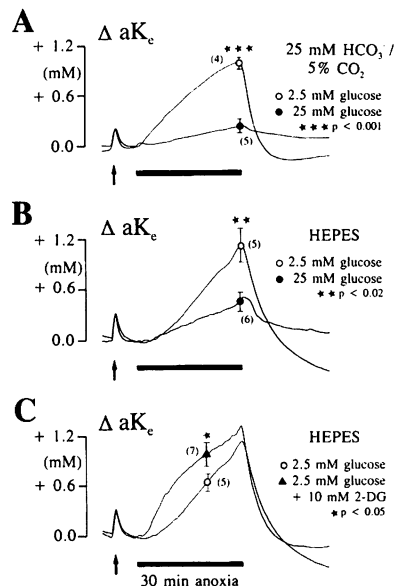 A
Δ aKe
+ 1.2
(mM)
+ 0.6
0.0
★★★
(4)
(5)
25 mM HCO3-/
5% CO2
○ 2.5 mM glucose
● 25 mM glucose
★★★ p < 0.001
B
Δ aKe
+ 1.2
(mM)
+ 0.6
0.0
★★
(5)
(6)
HEPES
○ 2.5 mM glucose
● 25 mM glucose
★★ p < 0.02
C
Δ aKe
+ 1.2
(mM)
+ 0.6
0.0
★
(7)
(5)
HEPES
○ 2.5 mM glucose
▲ 2.5 mM glucose
+ 10 mM 2-DG
★ p < 0.05
30 min anoxia